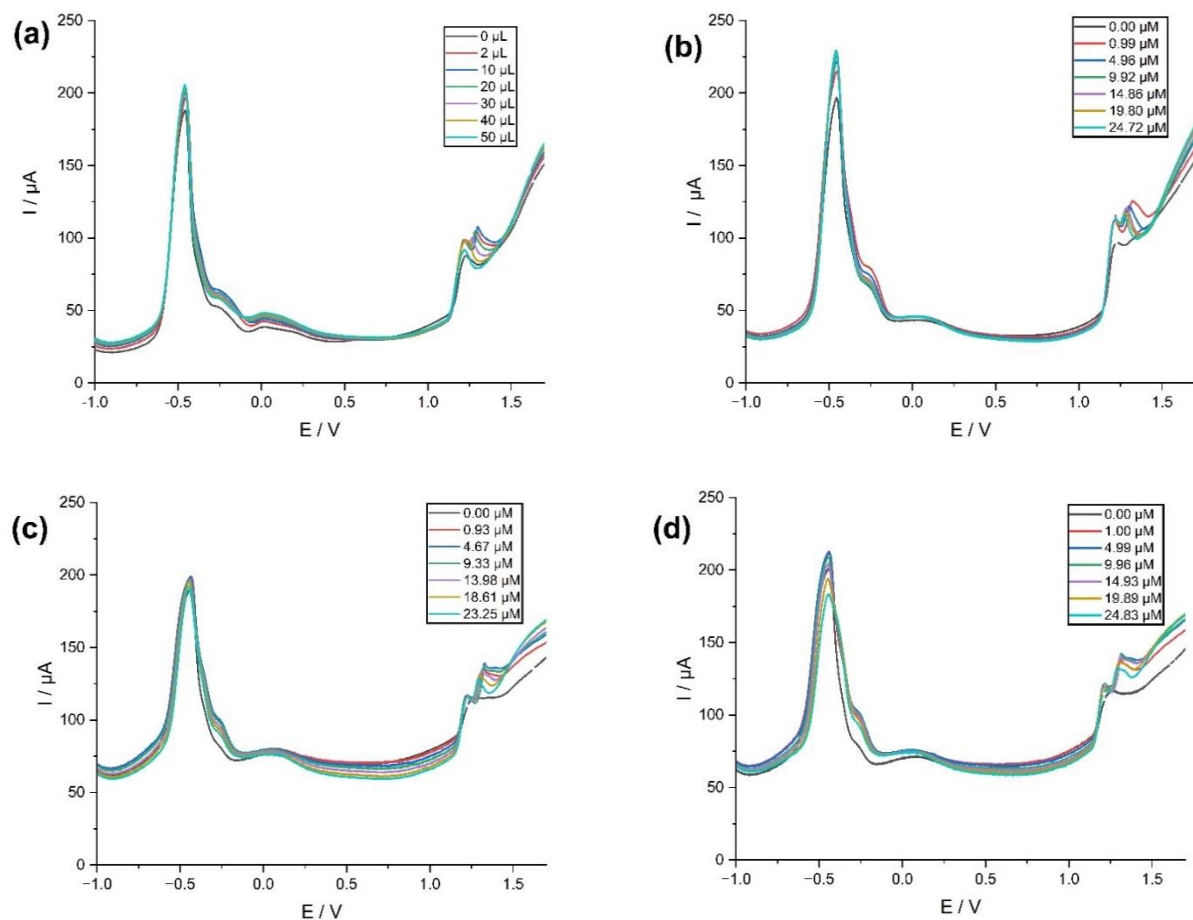 (a)
250
200
150
100
50
0
I / µA
0 µL
2 µL
10 µL
20 µL
30 µL
40 µL
50 µL
-1.0 -0.5 0.0 0.5 1.0 1.5
E / V
(b)
250
200
150
100
50
0
I / µA
0.00 µM
0.99 µM
4.96 µM
9.92 µM
14.86 µM
19.80 µM
24.72 µM
−1.0 −0.5 0.0 0.5 1.0 1.5
E / V
(c)
250
200
150
100
50
0
I / µA
0.00 µM
0.93 µM
4.67 µM
9.33 µM
13.98 µM
18.61 µM
23.25 µM
−1.0 −0.5 0.0 0.5 1.0 1.5
E / V
(d)
250
200
150
100
50
0
I / µA
0.00 µM
1.00 µM
4.99 µM
9.96 µM
14.93 µM
19.89 µM
24.83 µM
−1.0 −0.5 0.0 0.5 1.0 1.5
E / V